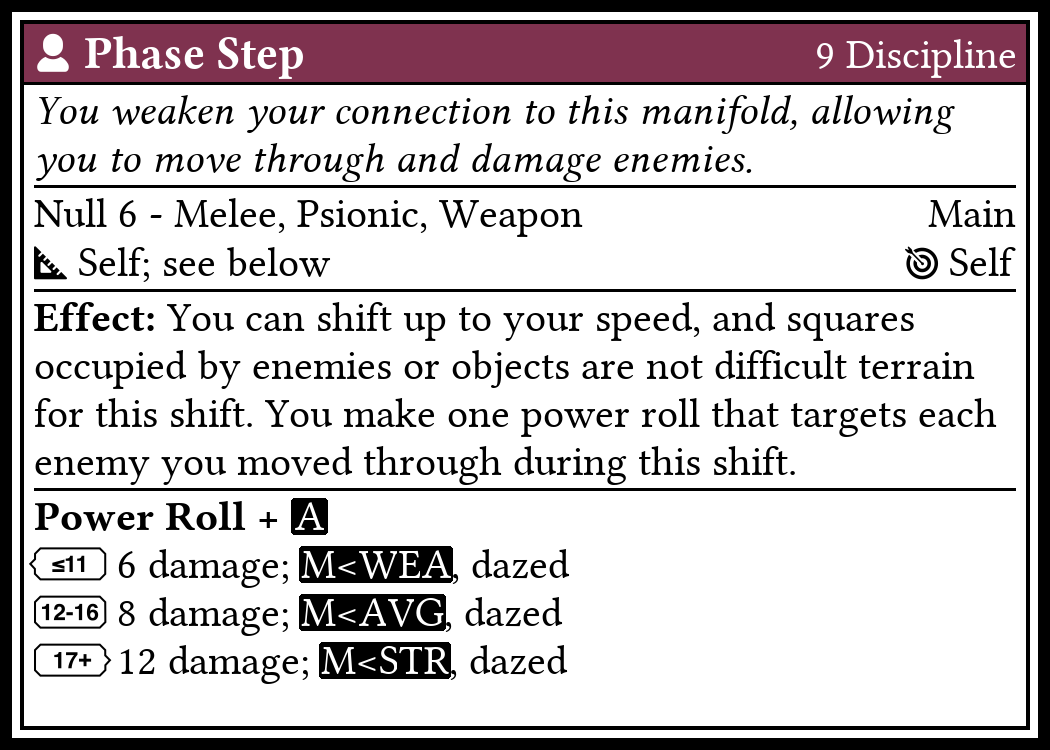 Phase Step 9 Discipline
You weaken your connection to this manifold, allowing
you to move through and damage enemies.
Null 6 - Melee, Psionic, Weapon Main
Self; see below Self
Effect: You can shift up to your speed, and squares
occupied by enemies or objects are not difficult terrain
for this shift. You make one power roll that targets each
enemy you moved through during this shift.
Power Roll + A
≤11 6 damage; M<WEA, dazed
12-16 8 damage; M<AVG, dazed
17+ 12 damage; M<STR, dazed